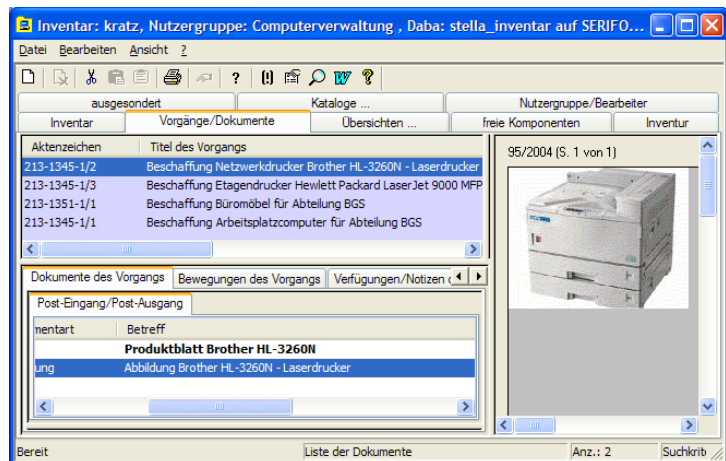 Inventar: kratz, Nutzergruppe: Computerverwaltung , Daba: stella_inventar auf SERIFO...
Datei Bearbeiten Ansicht ?
ausgesondert Kataloge ... Nutzergruppe/Bearbeiter
Inventar Vorgänge/Dokumente Übersichten ... freie Komponenten Inventur
Aktenzeichen Titel des Vorgangs
213-1345-1/2 Beschaffung Netzwerkdrucker Brother HL-3260N - Laserdrucker
213-1345-1/3 Beschaffung Etagendrucker Hewlett Packard LaserJet 9000 MFP
213-1351-1/1 Beschaffung Büromöbel für Abteilung BGS
213-1345-1/1 Beschaffung Arbeitsplatzcomputer für Abteilung BGS
95/2004 (S. 1 von 1)
Dokumente des Vorgangs Bewegungen des Vorgangs Verfügungen/Notizen
Post-Eingang/Post-Ausgang
mentart Betreff
Produktblatt Brother HL-3260N
ung Abbildung Brother HL-3260N - Laserdrucker
Bereit Liste der Dokumente Anz.: 2 Suchkrit